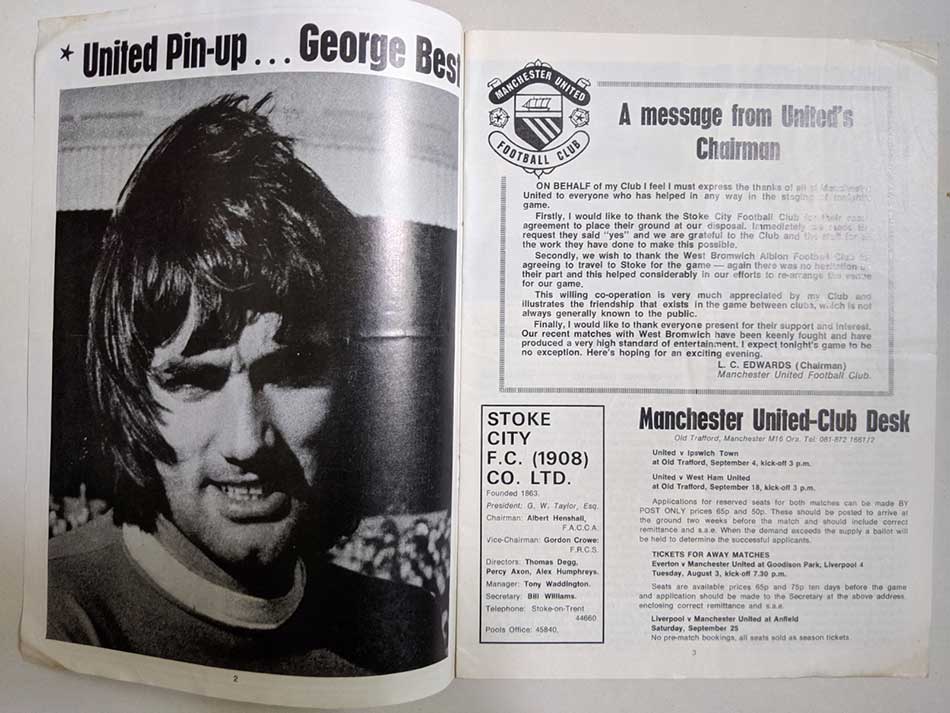 ★ United Pin-up ... George Best
2
MANCHESTER UNITED
FOOTBALL CLUB
A message from United's
Chairman
ON BEHALF of my Club I feel I must express the thanks of all at Manchester
United to everyone who has helped in any way in the staging of tonight's
game.
Firstly, I would like to thank the Stoke City Football Club for their
agreement to place their ground at our disposal. Immediately we made the
request they said "yes" and we are grateful to the Club and the staff for all
the work they have done to make this possible.
Secondly, we wish to thank the West Bromwich Albion Football Club
agreeing to travel to Stoke for the game — again there was no hesitation
their part and this helped considerably in our efforts to re-arrange the venue
for our game.
This willing co-operation is very much appreciated by my Club and
illustrates the friendship that exists in the game between clubs, which is not
always generally known to the public.
Finally, I would like to thank everyone present for their support and interest.
Our recent matches with West Bromwich have been keenly fought and have
produced a very high standard of entertainment. I expect tonight's game to be
no exception. Here's hoping for an exciting evening.
L. C. EDWARDS (Chairman)
Manchester United Football Club.
STOKE
CITY
F.C. (1908)
CO. LTD.
Founded 1863.
President: G. W. Taylor, Esq.
Chairman: Albert Henshall,
F.A.C.C.A.
Vice-Chairman: Gordon Crowe:
F.R.C.S.
Directors: Thomas Degg,
Percy Axon, Alex Humphreys.
Manager: Tony Waddington.
Secretary: Bill Williams.
Telephone: Stoke-on-Trent
44660
Pools Office: 45840.
Manchester United-Club Desk
Old Trafford, Manchester M16 Ora. Tel: 081-872 1661/2
United v Ipswich Town
at Old Trafford, September 4, kick-off 3 p.m.
United v West Ham United
at Old Trafford, September 18, kick-off 3 p.m.
Applications for reserved seats for both matches can be made BY
POST ONLY prices 65p and 50p. These should be posted to arrive at
the ground two weeks before the match and should include correct
remittance and s.a.e. When the demand exceeds the supply a ballot will
be held to determine the successful applicants.
TICKETS FOR AWAY MATCHES
Everton v Manchester United at Goodison Park, Liverpool 4
Tuesday, August 3, kick-off 7.30 p.m.
Seats are available prices 65p and 75p ten days before the game
and application should be made to the Secretary at the above address
enclosing correct remittance and s.a.e.
Liverpool v Manchester United at Anfield
Saturday, September 25
No pre-match bookings, all seats sold as season tickets.
3